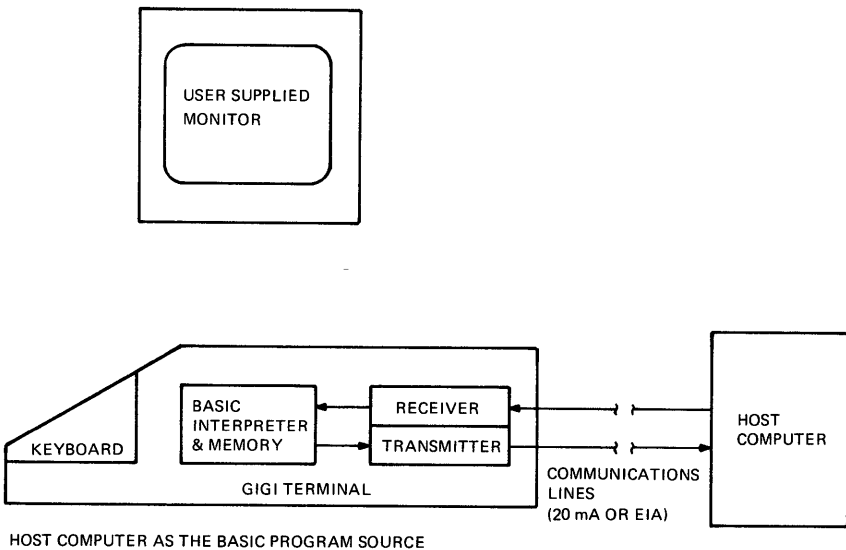 USER SUPPLIED
MONITOR
KEYBOARD
BASIC
INTERPRETER
& MEMORY
RECEIVER
TRANSMITTER
GIGI TERMINAL
COMMUNICATIONS
LINES
(20 mA OR EIA)
HOST
COMPUTER
HOST COMPUTER AS THE BASIC PROGRAM SOURCE